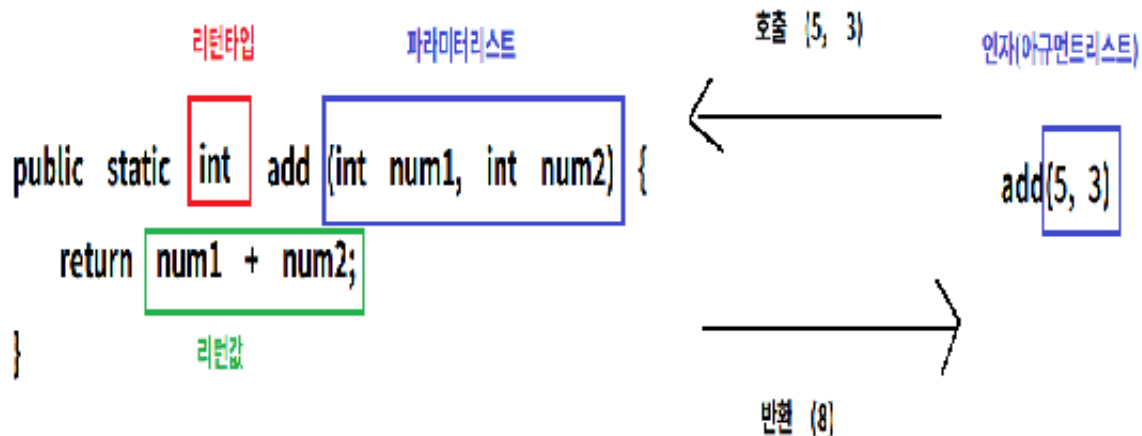 리턴타입
파라미터리스트
호출 (5, 3)
인자(아규먼트리스트)
public static int add (int num1, int num2) {
add(5, 3)
return num1 + num2;
}
리턴값
반환 (8)